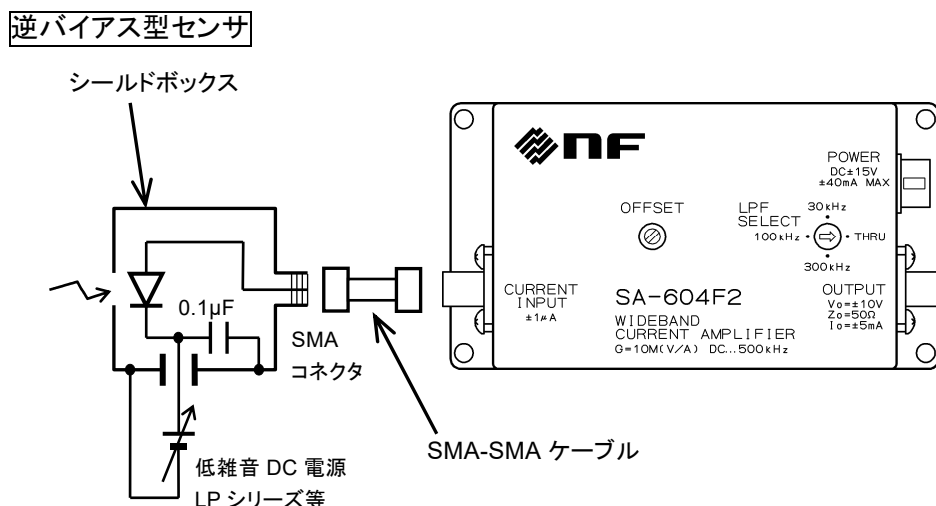 逆バイアス型センサ
シールドボックス
0.1μF
SMA
コネクタ
低雑音 DC 電源
LP シリーズ等
SMA-SMA ケーブル
NF
POWER
DC±15V
±40mA MAX
OFFSET
LPF
SELECT
30kHz
100kHz
THRU
300kHz
CURRENT
INPUT
±1μA
SA-604F2
WIDEBAND
CURRENT AMPLIFIER
G=10M(V/A) DC...500kHz
OUTPUT
Vo=±10V
Zo=50Ω
Io=±5mA